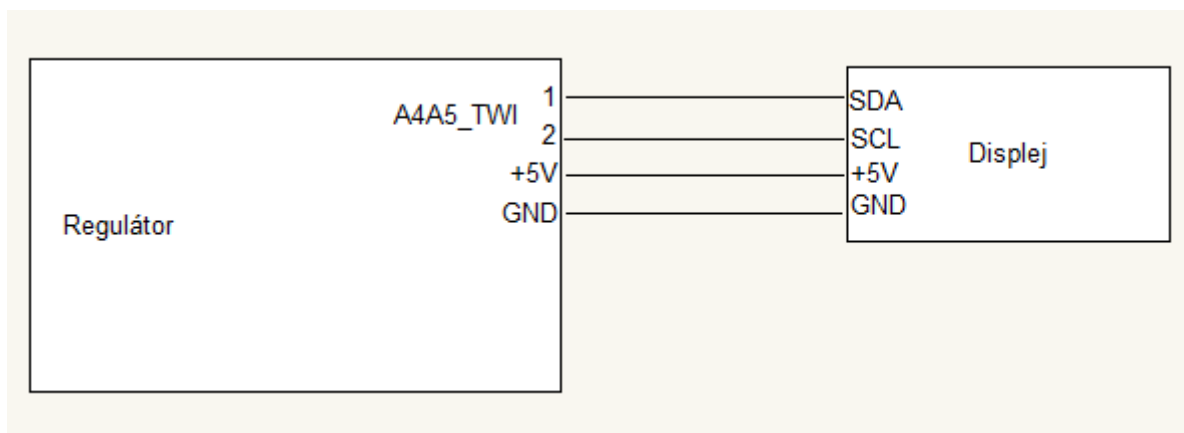 1
A4A5_TWI
2
+5V
GND
Regulátor
SDA
SCL
+5V
GND
Displej